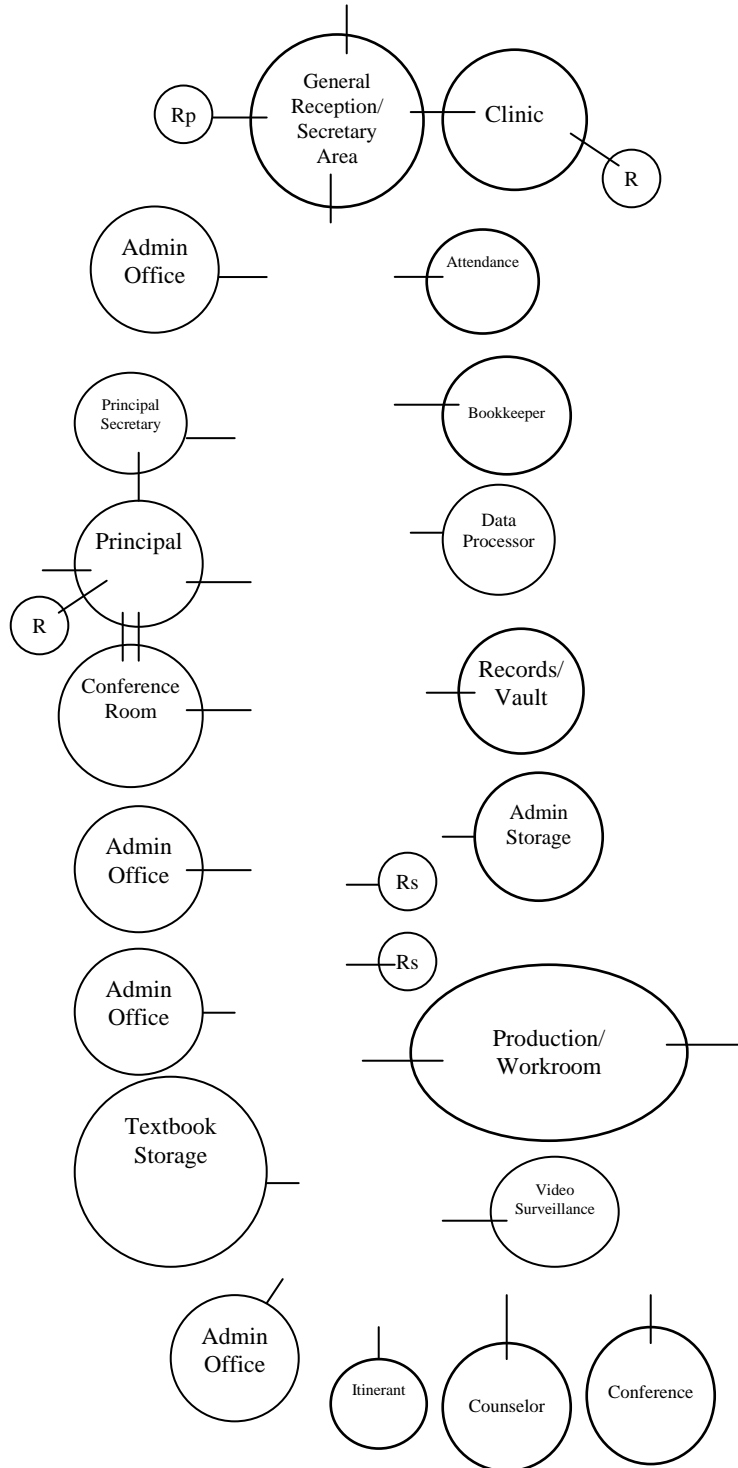 General
Reception/
Secretary
Area
Rp
Clinic
R
Admin
Office
Attendance
Principal
Secretary
Bookkeeper
Principal
Data
Processor
R
Conference
Room
Records/
Vault
Admin
Office
Admin
Storage
Rs
Rs
Admin
Office
Production/
Workroom
Textbook
Storage
Video
Surveillance
Admin
Office
Itinerant
Counselor
Conference